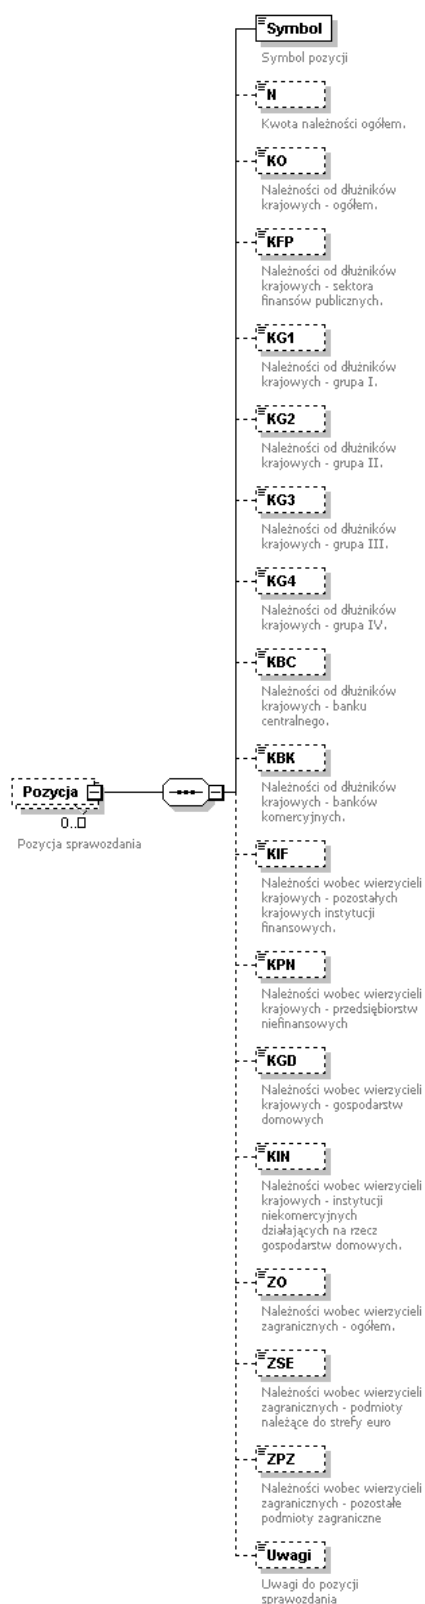 Symbol
Symbol pozycji
N
Kwota należności ogółem.
KO
Należności od dłużników
krajowych - ogółem.
KFP
Należności od dłużników
krajowych - sektora
finansów publicznych.
KG1
Należności od dłużników
krajowych - grupa I.
KG2
Należności od dłużników
krajowych - grupa II.
KG3
Należności od dłużników
krajowych - grupa III.
KG4
Należności od dłużników
krajowych - grupa IV.
KBC
Należności od dłużników
krajowych - banku
centralnego.
KBK
Należności od dłużników
krajowych - banków
komercyjnych.
Pozycja
0..
Pozycja sprawozdania
KIF
Należności wobec wierzycieli
krajowych - pozostałych
krajowych instytucji
finansowych.
KPN
Należności wobec wierzycieli
krajowych - przedsiębiorstw
niefinansowych
KGD
Należności wobec wierzycieli
krajowych - gospodarstw
domowych
KIN
Należności wobec wierzycieli
krajowych - instytucji
niekomercyjnych
działających na rzecz
gospodarstw domowych.
ZO
Należności wobec wierzycieli
zagranicznych - ogółem.
ZSE
Należności wobec wierzycieli
zagranicznych - podmioty
należące do strefy euro
ZPZ
Należności wobec wierzycieli
zagranicznych - pozostałe
podmioty zagraniczne
Uwagi
Uwagi do pozycji
sprawozdania